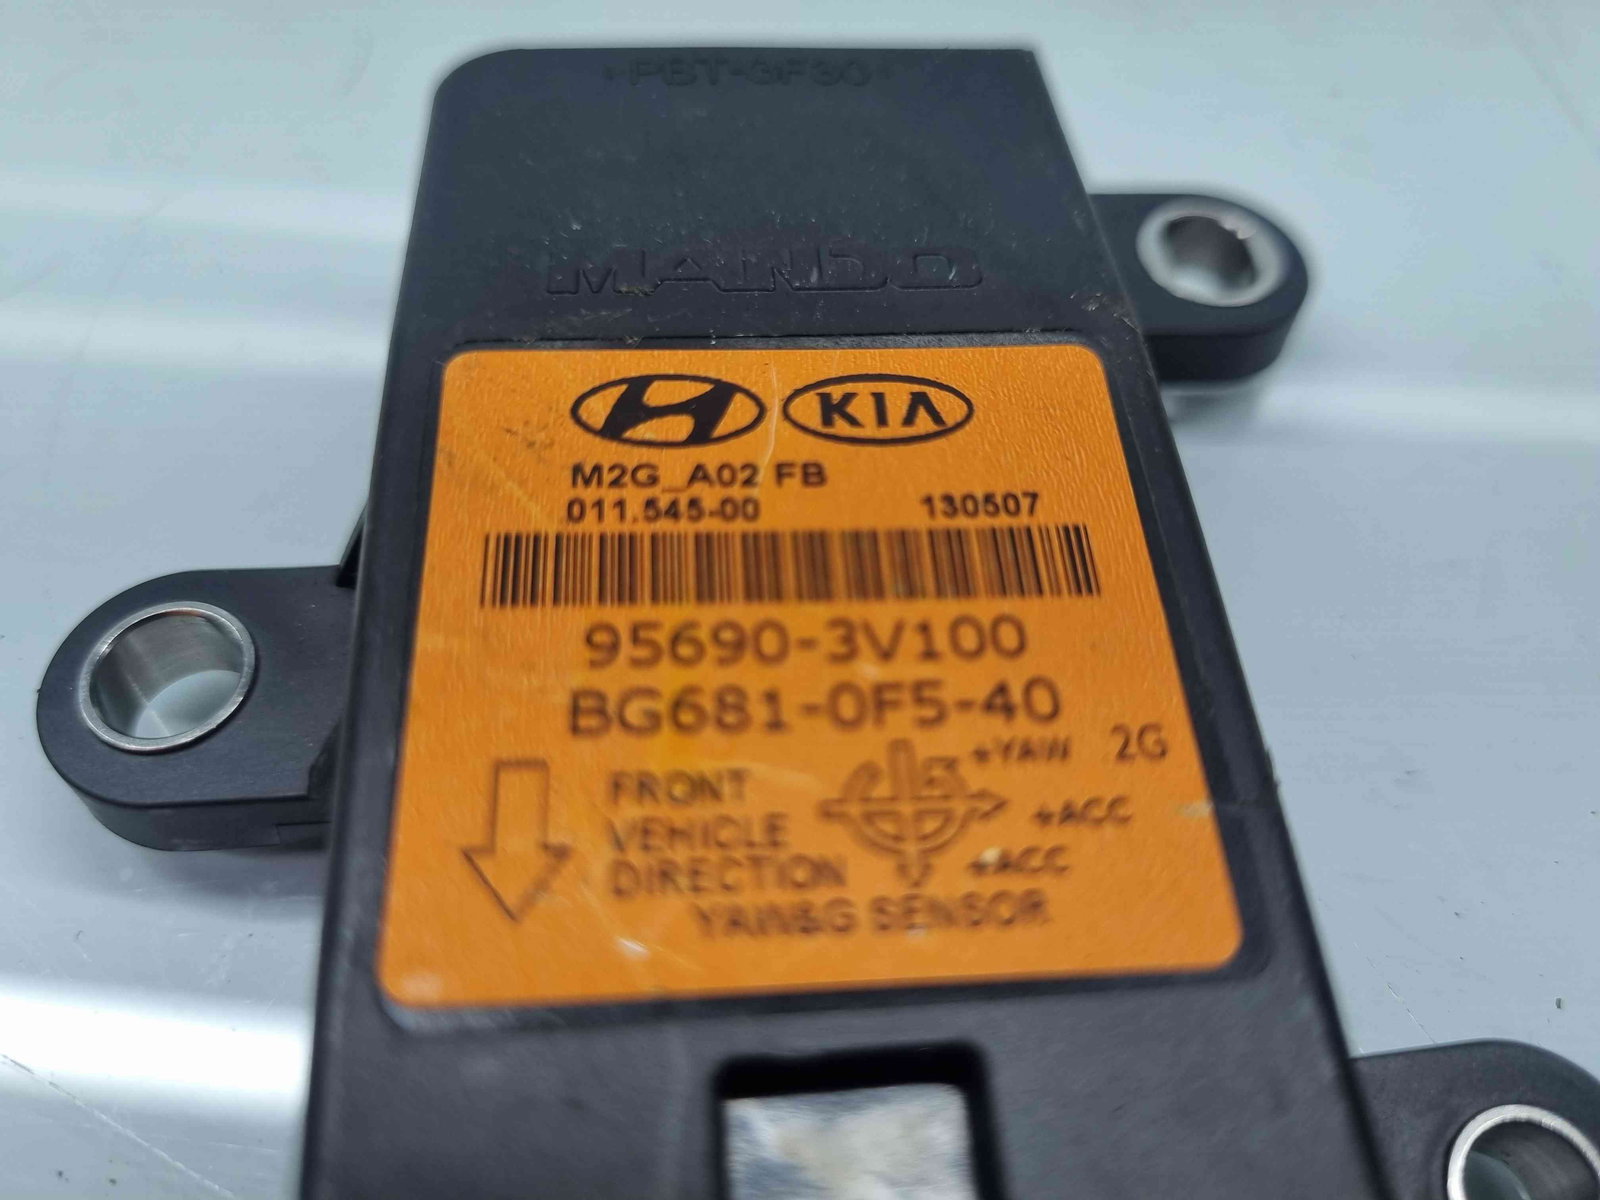 >PBT-GF30<
MANDO
KIA
M2G_A02 FB
011.545-00 130507
95690-3V100
BG681-0F5-40
+YAW 2G
FRONT
VEHICLE
DIRECTION
+ACC
+ACC
YAW&G SENSOR